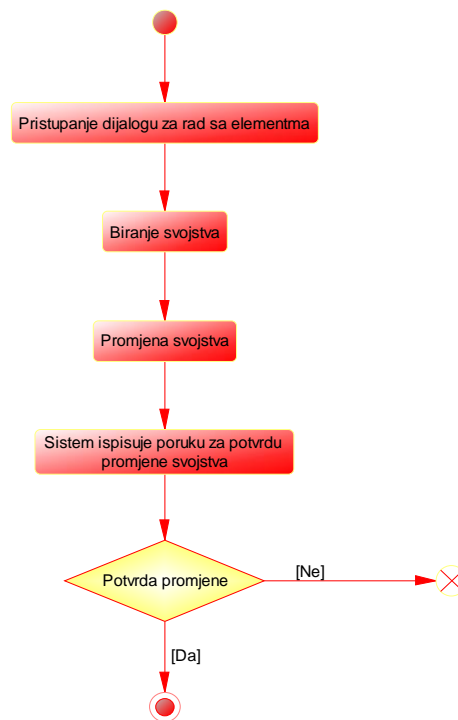 Pristupanje dijalogu za rad sa elementma
Biranje svojstva
Promjena svojstva
Sistem ispisuje poruku za potvrdu
promjene svojstva
Potvrda promjene
[Ne]
[Da]